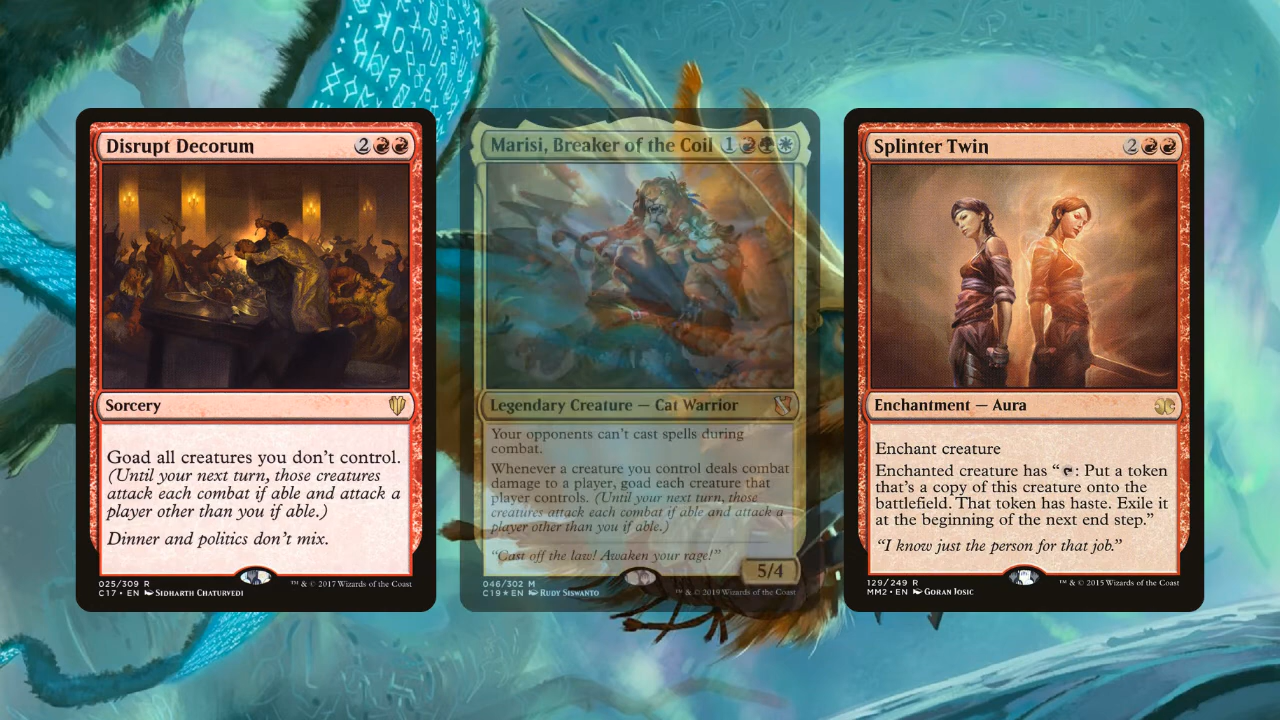 Disrupt Decorum 2
Sorcery
Goad all creatures you don't control.
(Until your next turn, those creatures
attack each combat if able and attack a
player other than you if able.)
Dinner and politics don't mix.
025/309 R
C17 • EN Sidharth Chaturvedi
™ & © 2017 Wizards of the Coast
Marisi, Breaker of the Coil 1
Legendary Creature — Cat Warrior
Your opponents can't cast spells during
combat.
Whenever a creature you control deals combat
damage to a player, goad each creature that
player controls. (Until your next turn, those
creatures attack each combat if able and attack a
player other than you if able.)
"Cast off the law! Awaken your rage!"
5/4
046/302 M
C19 ★ EN Rudy Siswanto
™ & © 2019 Wizards of the Coast
Splinter Twin 2
Enchantment — Aura
Enchant creature
Enchanted creature has ": Put a token
that's a copy of this creature onto the
battlefield. That token has haste. Exile it
at the beginning of the next end step."
"I know just the person for that job."
129/249 R
MM2 • EN Goran Josic
™ & © 2015 Wizards of the Coast